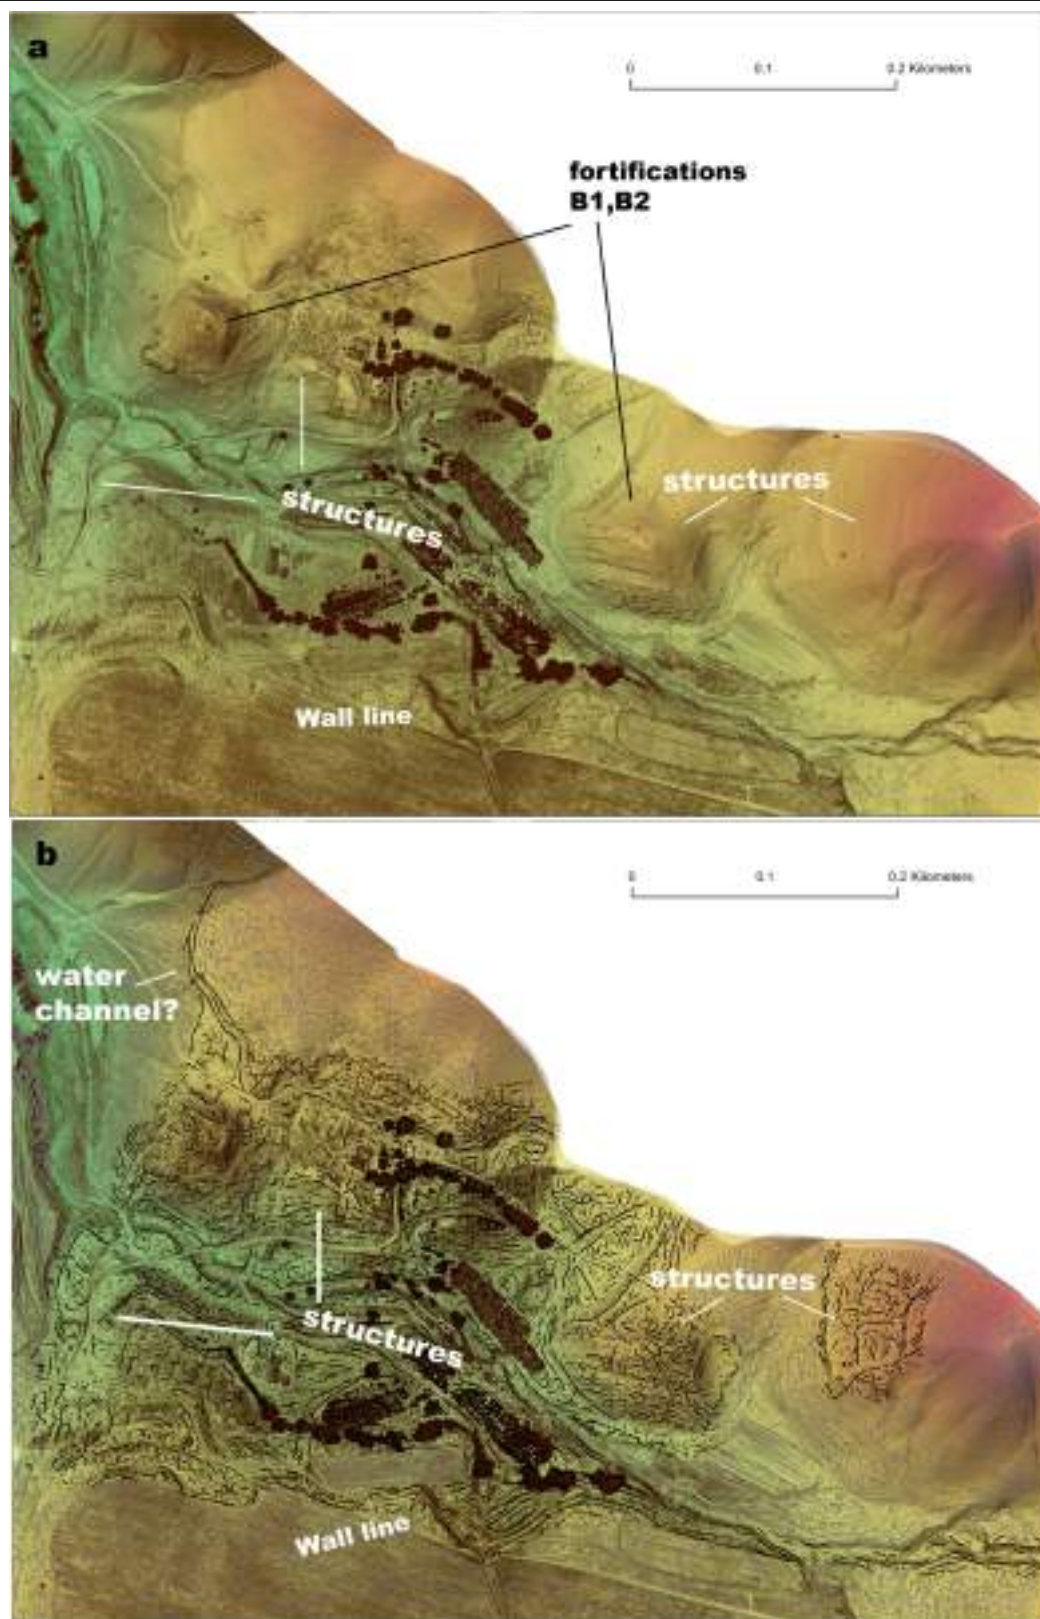 a
0 0.1 0.2 Kilometers
fortifications
B1,B2
structures
structures
Wall line
b
0 0.1 0.2 Kilometers
water
channel?
structures
structures
Wall line